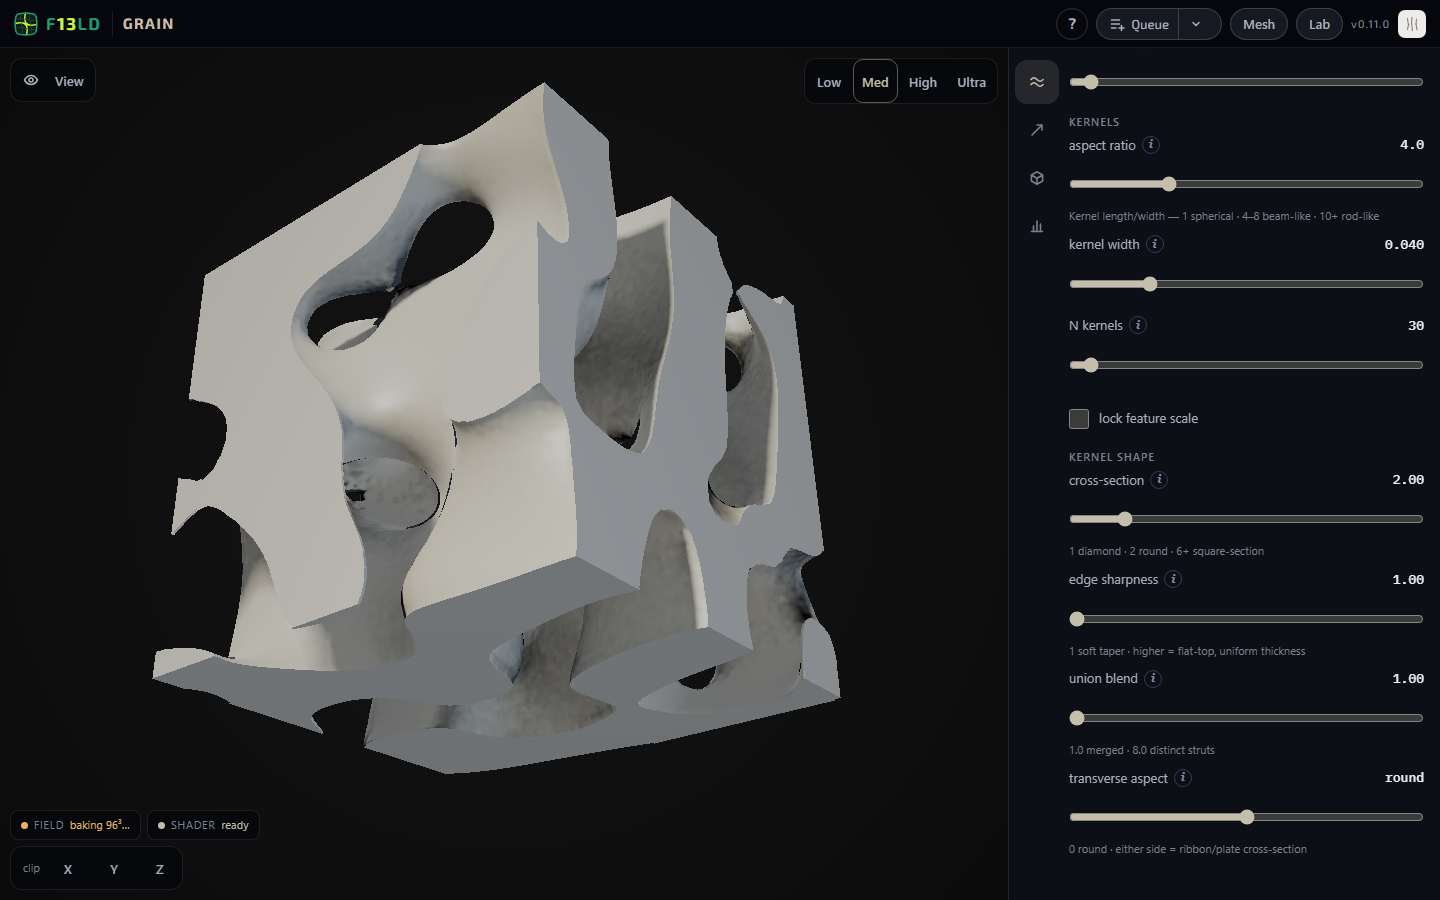 F13LD GRAIN
? Queue Mesh Lab v0.11.0
View
Low Med High Ultra
KERNELS
aspect ratio i 4.0
Kernel length/width — 1 spherical · 4–8 beam-like · 10+ rod-like
kernel width i 0.040
N kernels i 30
lock feature scale
KERNEL SHAPE
cross-section i 2.00
1 diamond · 2 round · 6+ square-section
edge sharpness i 1.00
1 soft taper · higher = flat-top, uniform thickness
union blend i 1.00
1.0 merged · 8.0 distinct struts
transverse aspect i round
0 round · either side = ribbon/plate cross-section
FIELD baking 96³... SHADER ready
clip X Y Z